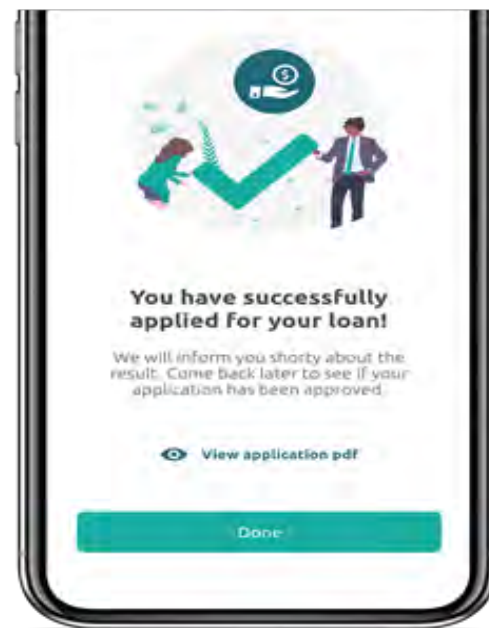 $
You have successfully
applied for your loan!
We will inform you shorty about the
result. Come back later to see if your
application has been approved
View application pdf
Done